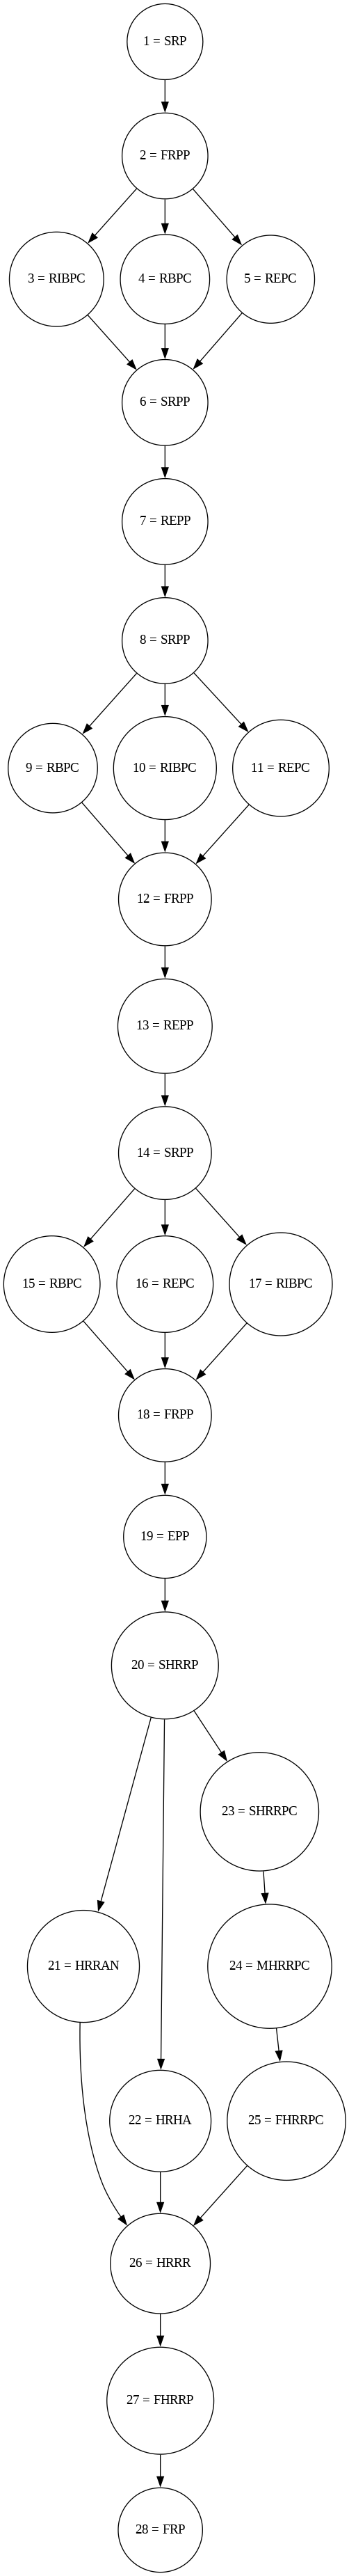 1 = SRP
2 = FRPP
3 = RIBPC
4 = RBPC
5 = REPC
6 = SRPP
7 = REPP
8 = SRPP
9 = RBPC
10 = RIBPC
11 = REPC
12 = FRPP
13 = REPP
14 = SRPP
15 = RBPC
16 = REPC
17 = RIBPC
18 = FRPP
19 = EPP
20 = SHRRP
23 = SHRRPC
21 = HRRAN
24 = MHRRPC
22 = HRHA
25 = FHRRPC
26 = HRRR
27 = FHRRP
28 = FRP